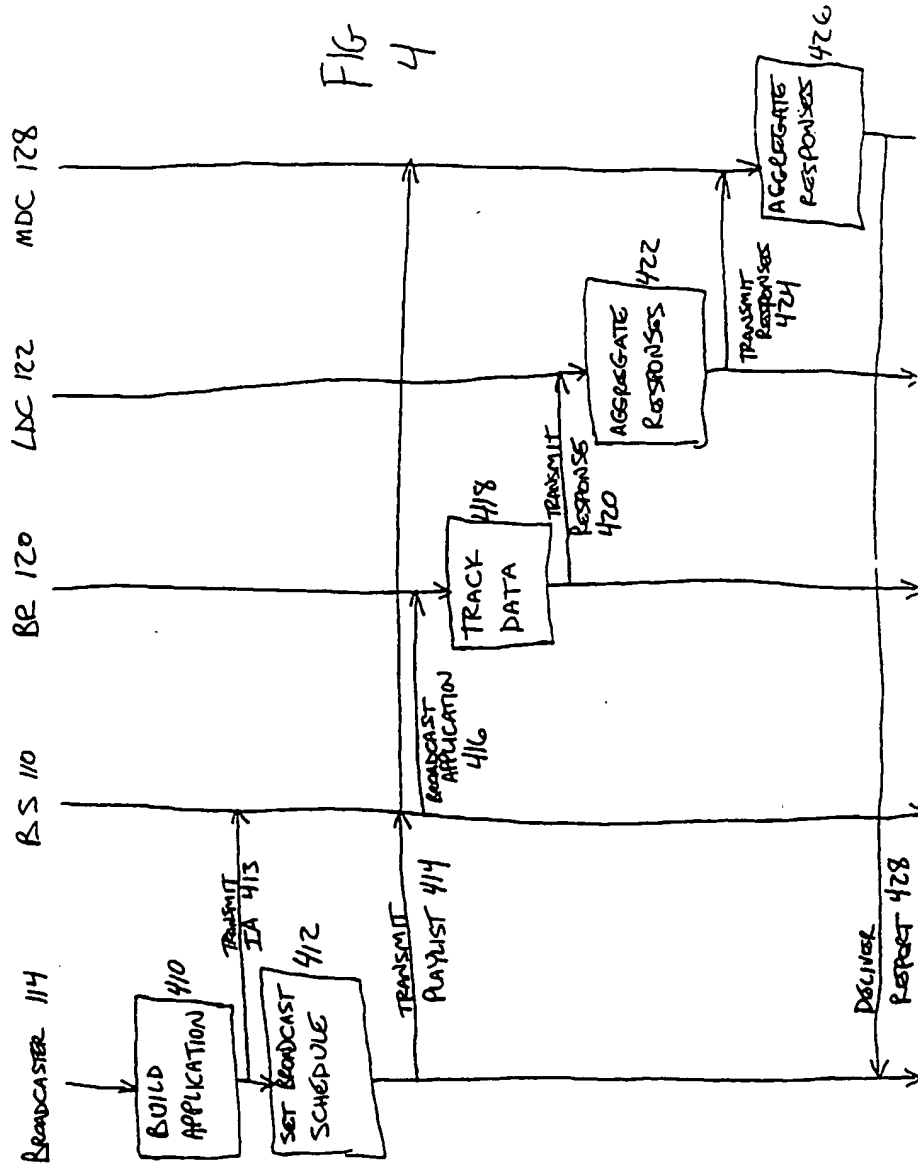 BROADCASTER 114
BS 110
BR 120
LDC 122
MDC 128
FIG
4
BUILD
APPLICATION
410
TRANSMIT
IA 413
SET BROADCAST
SCHEDULE
412
TRANSMIT
PLAYLIST 414
BROADCAST
APPLICATION
416
TRACK
DATA
418
TRANSMIT
RESPONSE
420
AGGREGATE
RESPONSES
422
TRANSMIT
RESPONSES
424
AGGREGATE
RESPONSES
426
DELIVER
REPORT 428